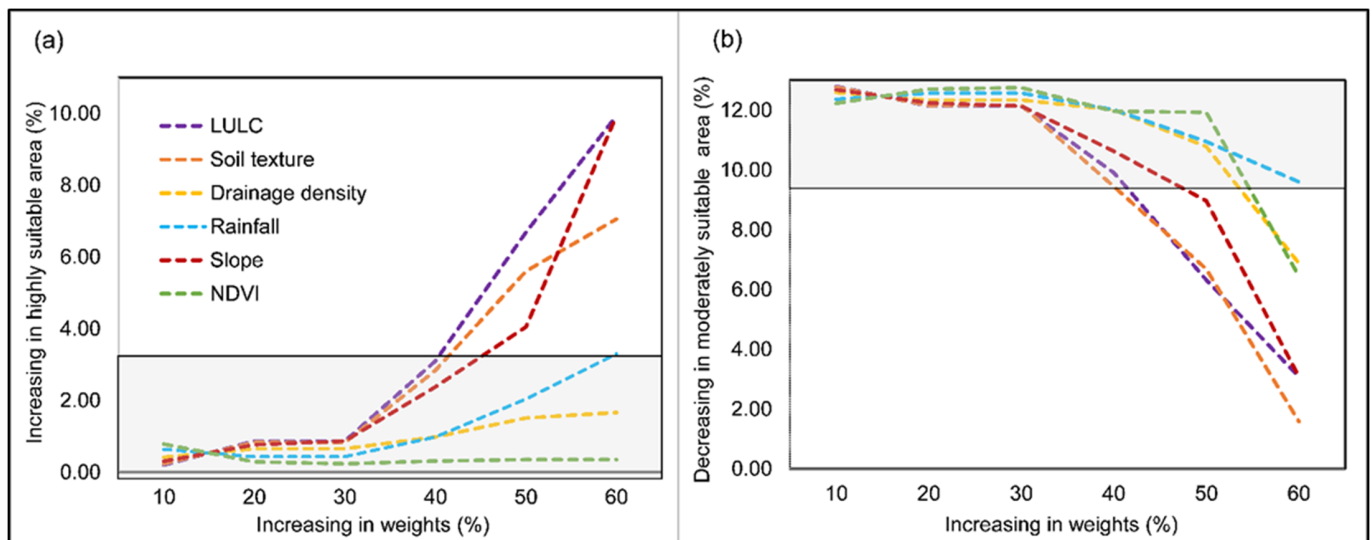 (a)
Increasing in highly suitable area (%)
10.00
8.00
6.00
4.00
2.00
0.00
LULC
Soil texture
Drainage density
Rainfall
Slope
NDVI
10 20 30 40 50 60
Increasing in weights (%)
(b)
Decreasing in moderately suitable area (%)
12.00
10.00
8.00
6.00
4.00
2.00
0.00
10 20 30 40 50 60
Increasing in weights (%)